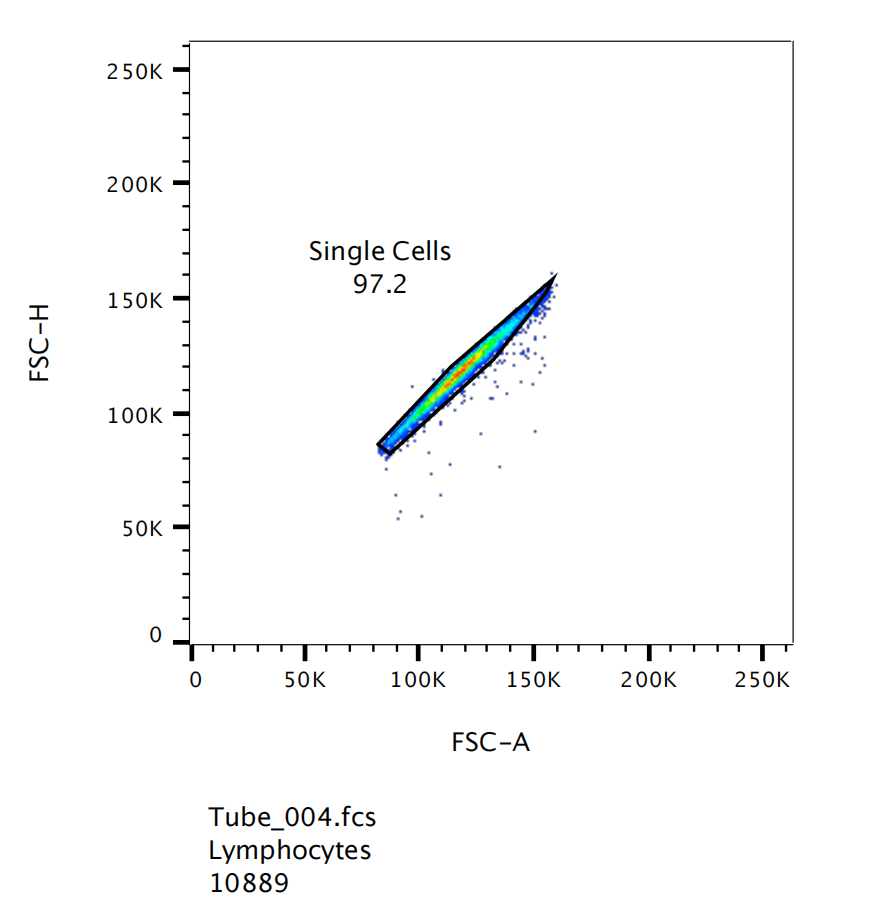 250K
200K
150K
100K
50K
0
FSC-H
Single Cells
97.2
0 50K 100K 150K 200K 250K
FSC-A
Tube_004.fcs
Lymphocytes
10889